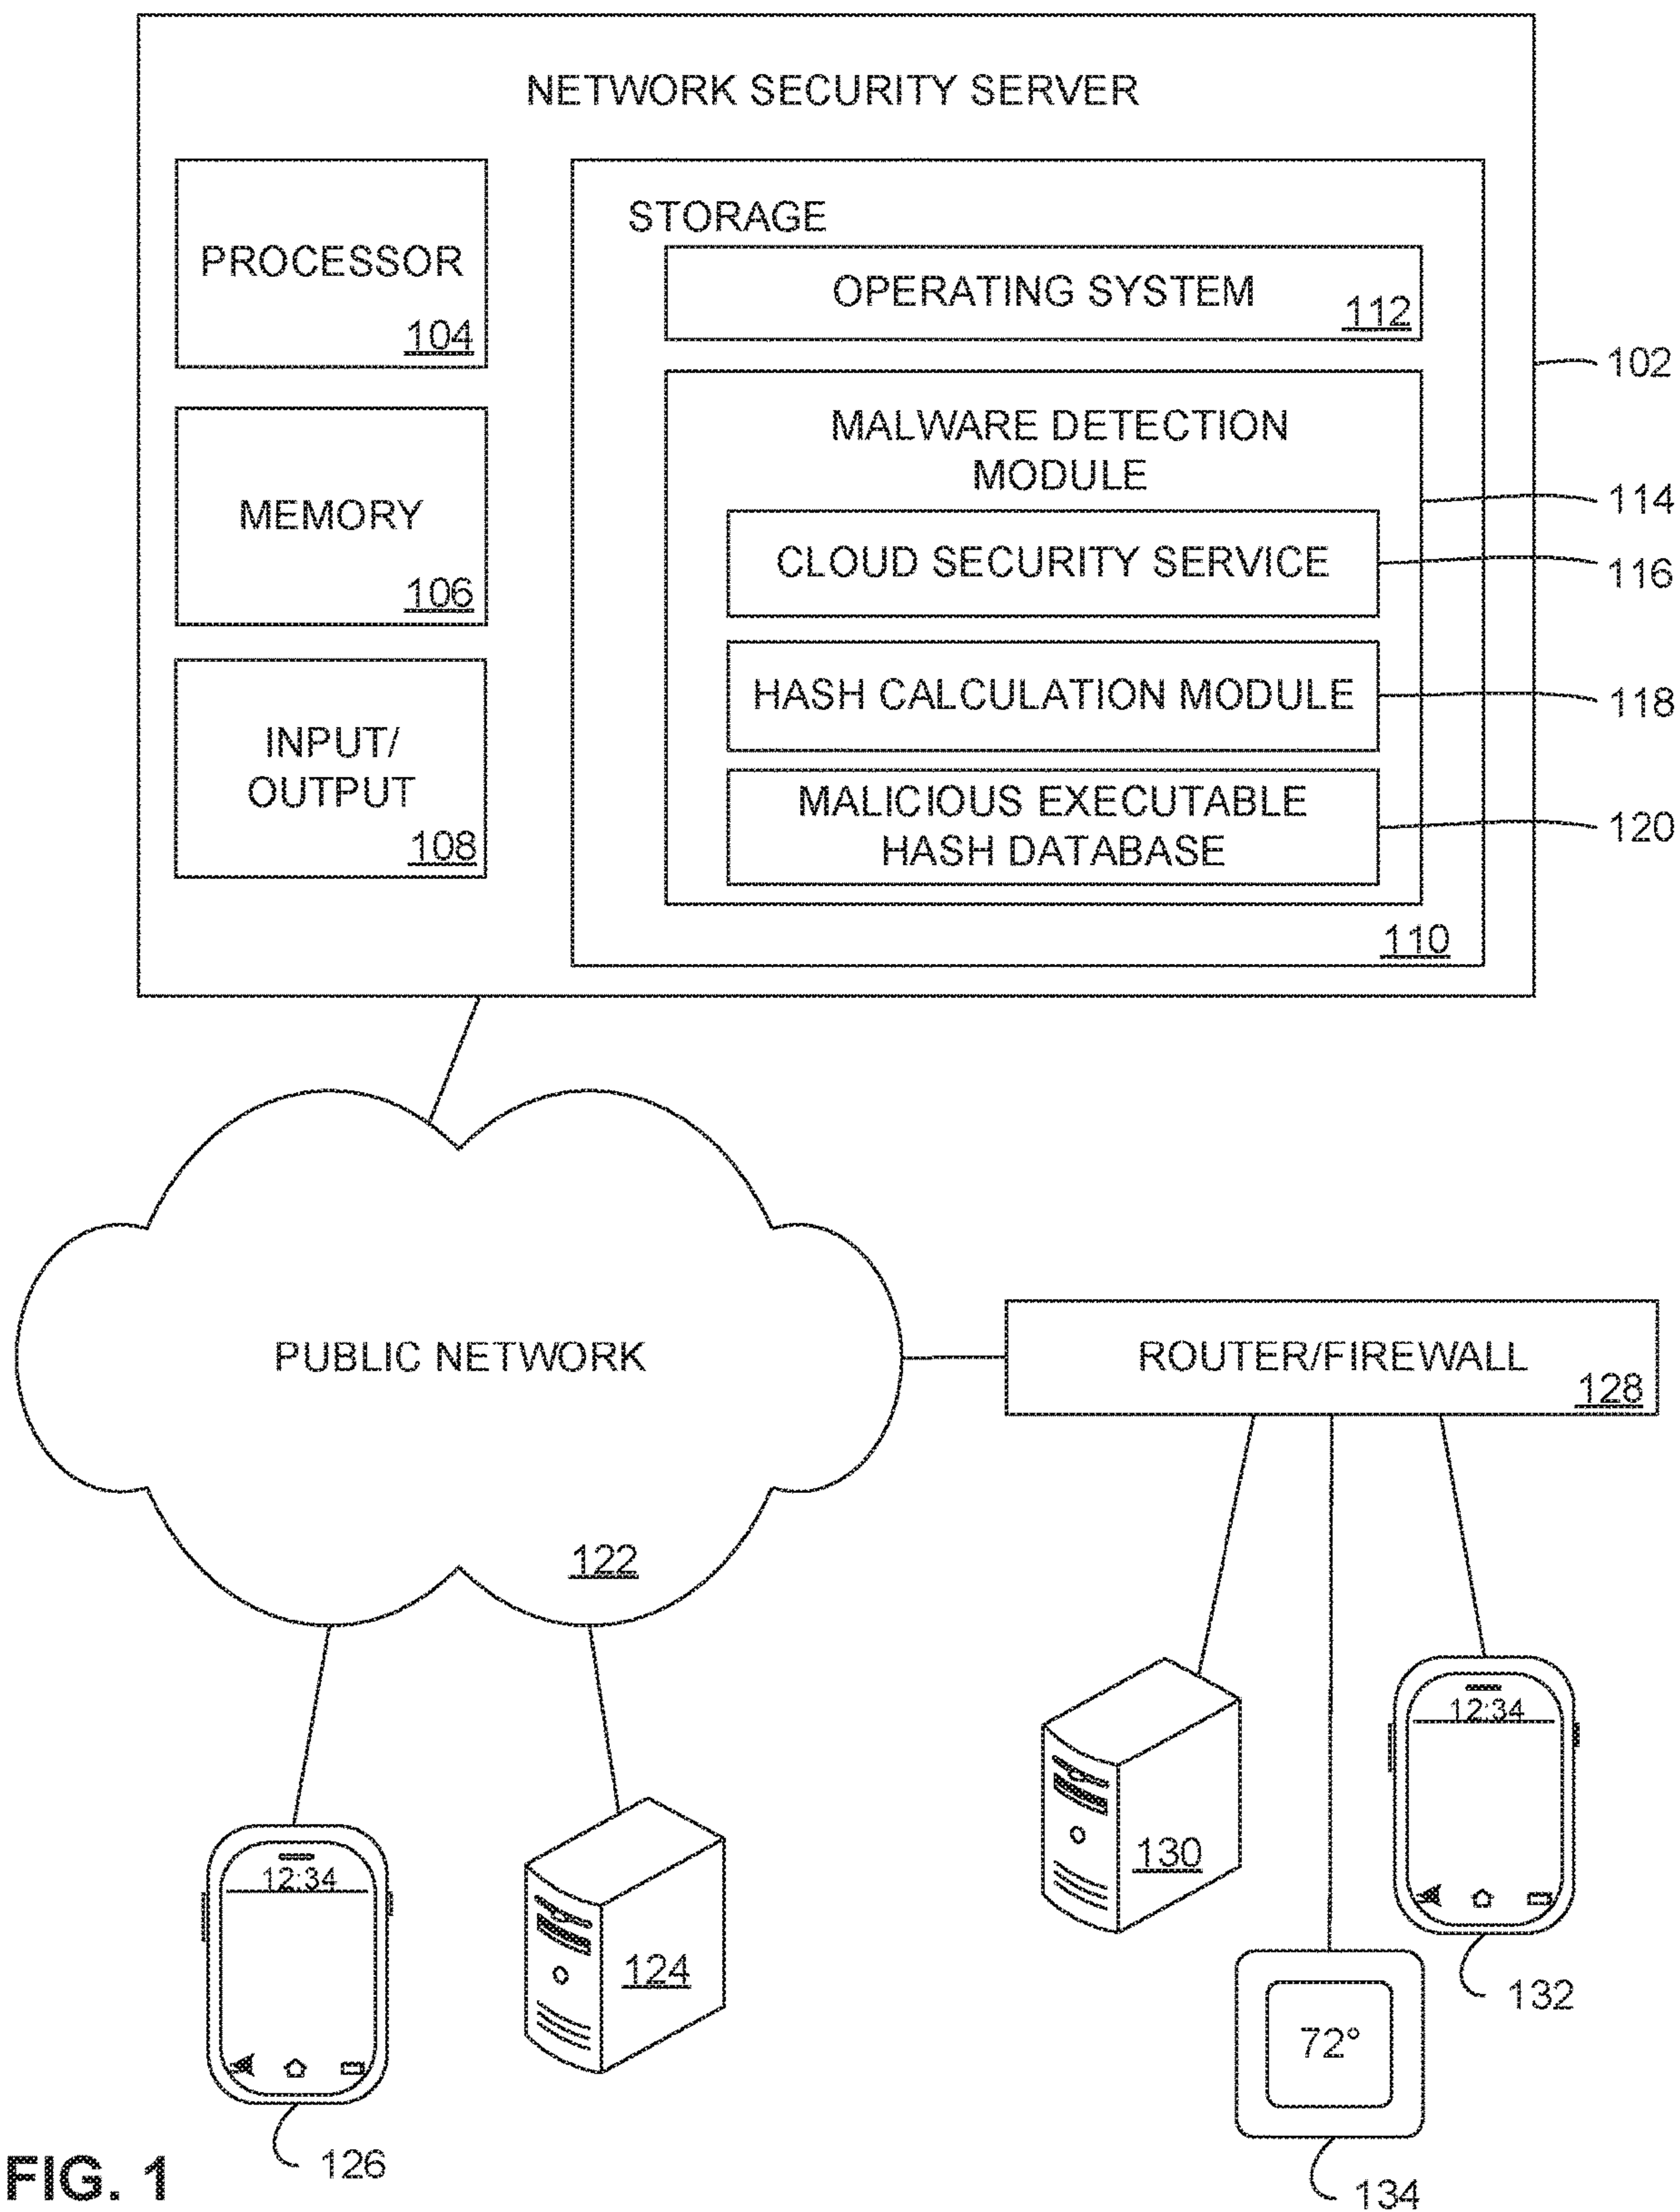 NETWORK SECURITY SERVER
PROCESSOR
104
MEMORY
106
INPUT/
OUTPUT
108
STORAGE
OPERATING SYSTEM
112
MALWARE DETECTION
MODULE
CLOUD SECURITY SERVICE
HASH CALCULATION MODULE
MALICIOUS EXECUTABLE
HASH DATABASE
110
102
114
116
118
120
PUBLIC NETWORK
122
ROUTER/FIREWALL
128
12:34
126
124
130
12:34
132
72°
134
FIG. 1